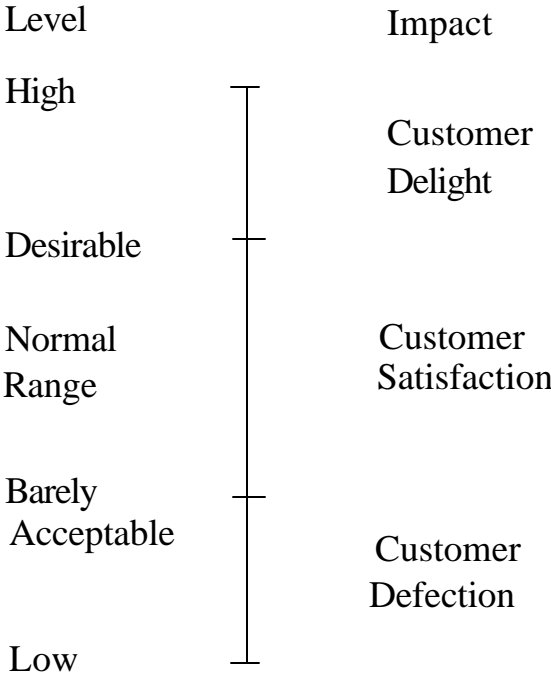 Level Impact
High
Customer
Delight
Desirable
Normal
Range
Customer
Satisfaction
Barely
Acceptable
Customer
Defection
Low